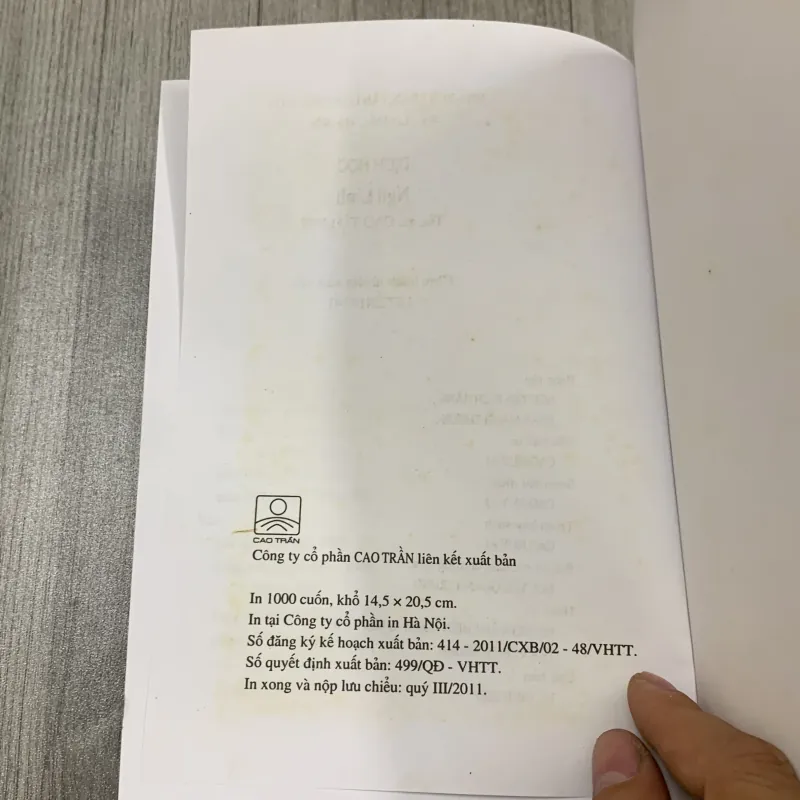 CAO TRẦN
Công ty cổ phần CAO TRẦN liên kết xuất bản
In 1000 cuốn, khổ 14,5 × 20,5 cm.
In tại Công ty cổ phần in Hà Nội.
Số đăng ký kế hoạch xuất bản: 414 - 2011/CXB/02 - 48/VHTT.
Số quyết định xuất bản: 499/QĐ - VHTT.
In xong và nộp lưu chiểu: quý III/2011.